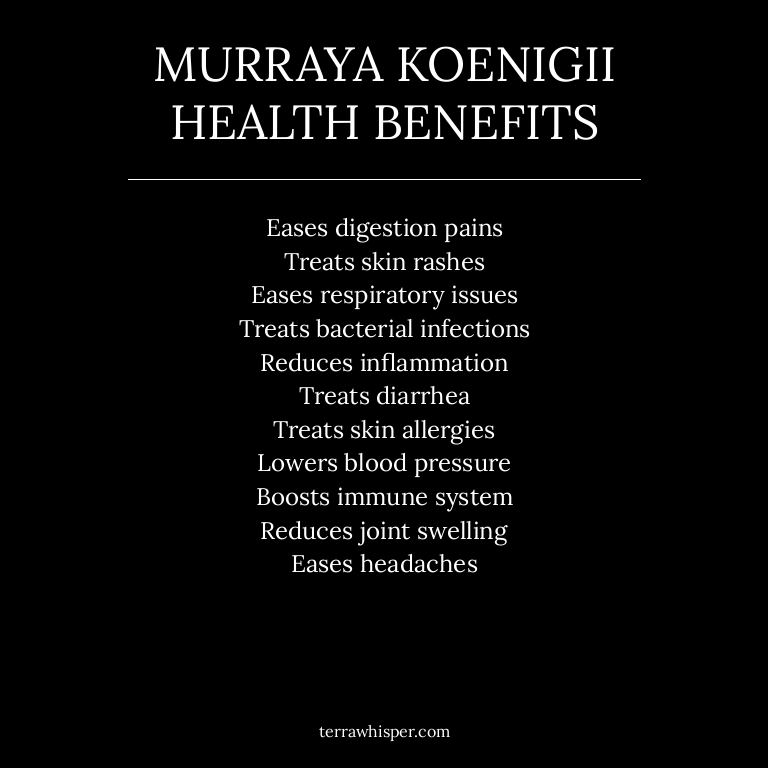 MURRAYA KOENIGII
HEALTH BENEFITS
Eases digestion pains
Treats skin rashes
Eases respiratory issues
Treats bacterial infections
Reduces inflammation
Treats diarrhea
Treats skin allergies
Lowers blood pressure
Boosts immune system
Reduces joint swelling
Eases headaches
terrawhisper.com